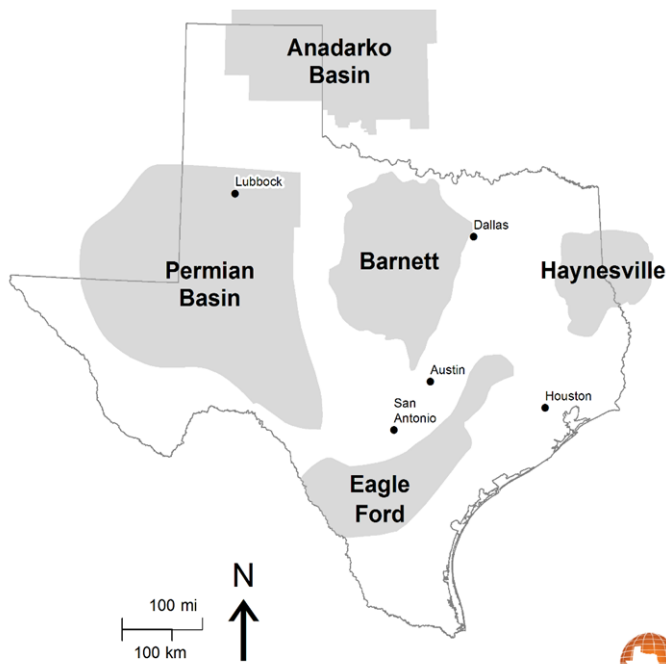 Anadarko
Basin
Lubbock
Dallas
Permian
Basin
Barnett
Haynesville
Austin
San
Antonio
Houston
Eagle
Ford
N
100 mi
100 km